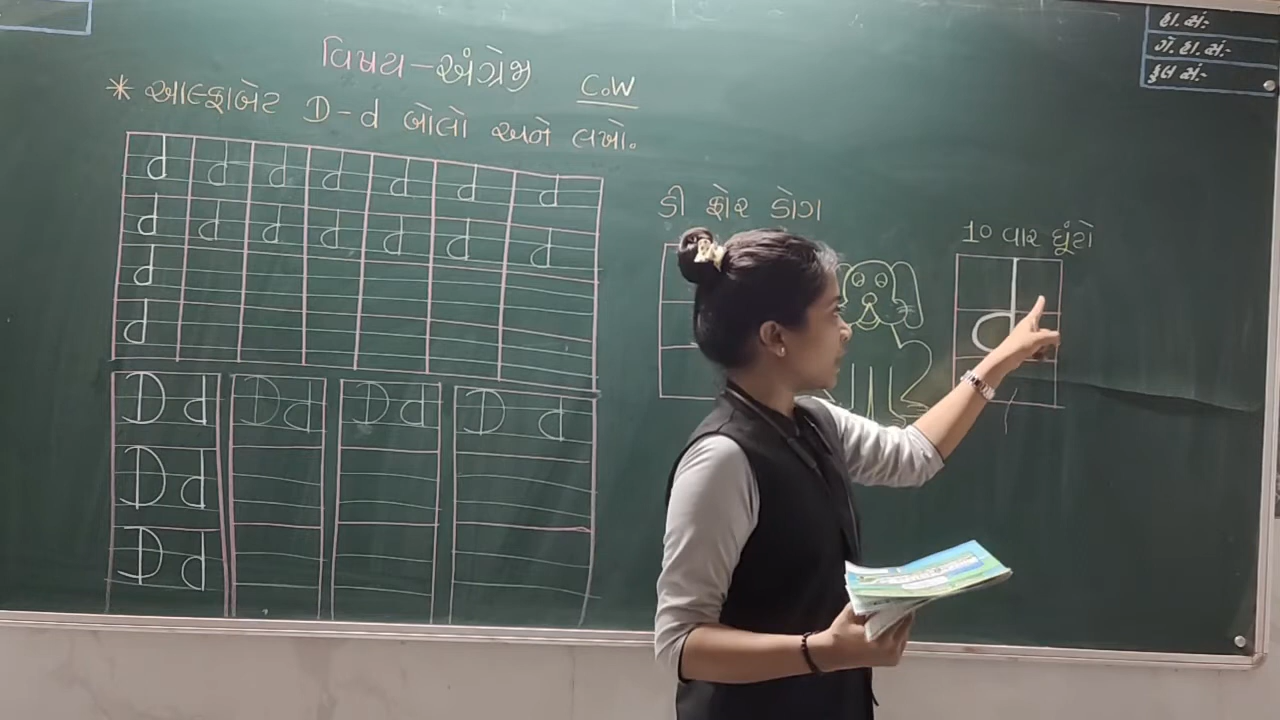 વિષય-અંગ્રેજી C.W
* આલ્ફાબેટ D-d બોલો અને લખો.
d d d d d d d
d d d d d d d
d
d
D d D d D d D d
D d
D d
ડી ફોર ડોગ
10 વાર ઘૂંટો
d
હા. સં:-
ગે. હા. સં:-
કુલ સં:-